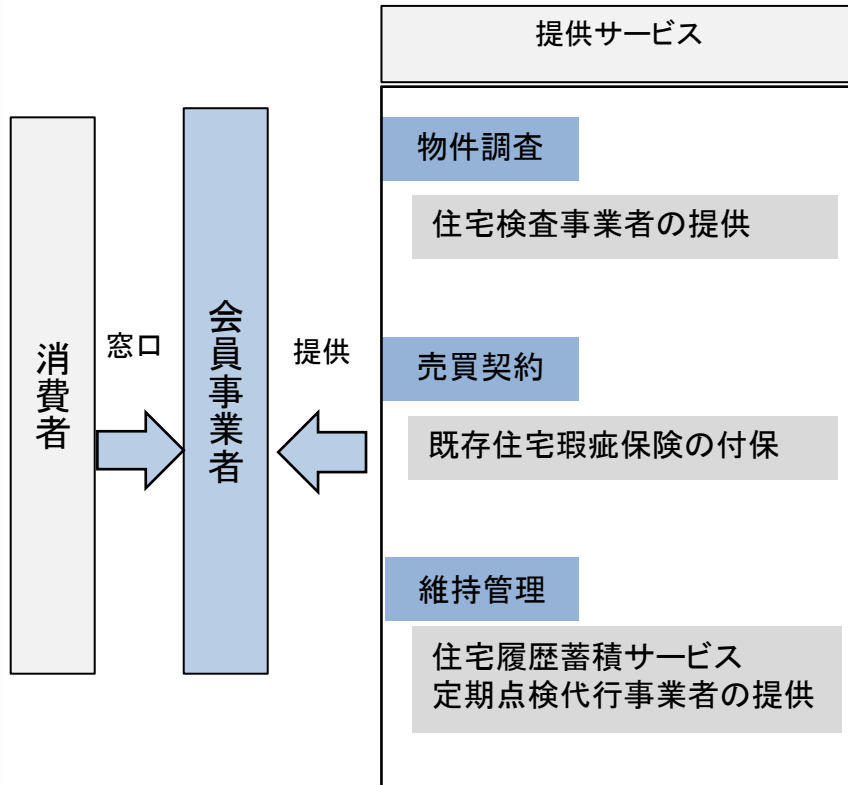 提供サービス
消費者
窓口
会員事業者
提供
物件調査
住宅検査事業者の提供
売買契約
既存住宅瑕疵保険の付保
維持管理
住宅履歴蓄積サービス
定期点検代行事業者の提供